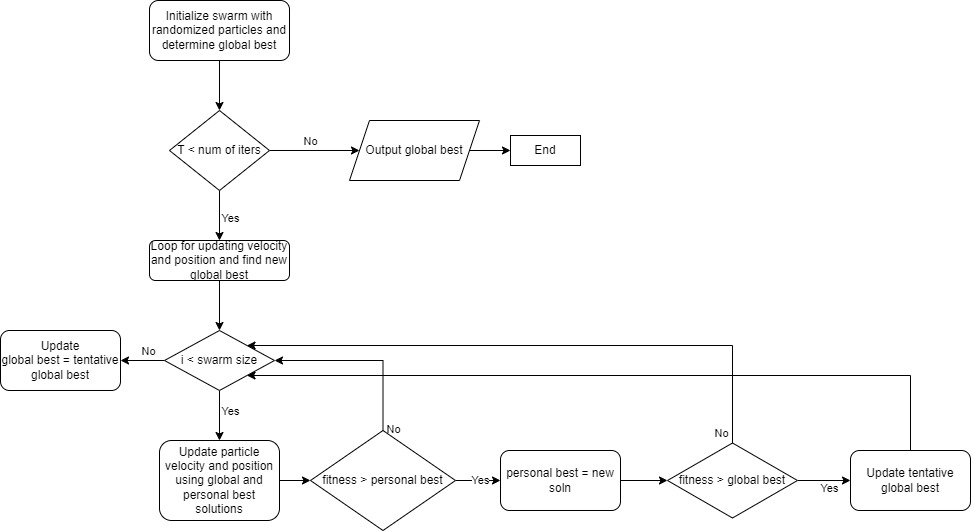 Initialize swarm with
randomized particles and
determine global best
T < num of iters
No
Output global best
End
Yes
Loop for updating velocity
and position and find new
global best
Update
global best = tentative
global best
No
i < swarm size
Yes
Update particle
velocity and position
using global and
personal best
solutions
No
fitness > personal best
Yes
personal best = new
soln
No
fitness > global best
Yes
Update tentative
global best